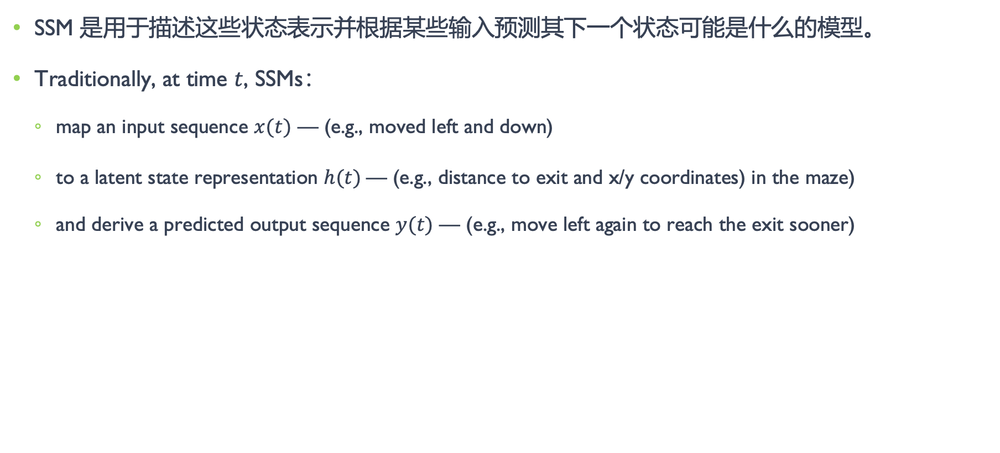 • SSM 是用于描述这些状态表示并根据某些输入预测其下一个状态可能是什么的模型。
• Traditionally, at time t, SSMs：
◦ map an input sequence x(t) — (e.g., moved left and down)
◦ to a latent state representation h(t) — (e.g., distance to exit and x/y coordinates) in the maze)
◦ and derive a predicted output sequence y(t) — (e.g., move left again to reach the exit sooner)